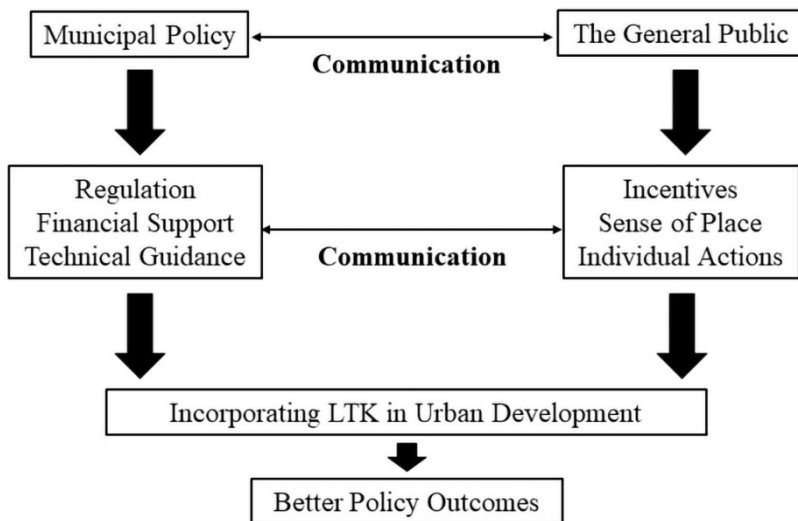 Municipal Policy
The General Public
Communication
Regulation
Financial Support
Technical Guidance
Incentives
Sense of Place
Individual Actions
Communication
Incorporating LTK in Urban Development
Better Policy Outcomes